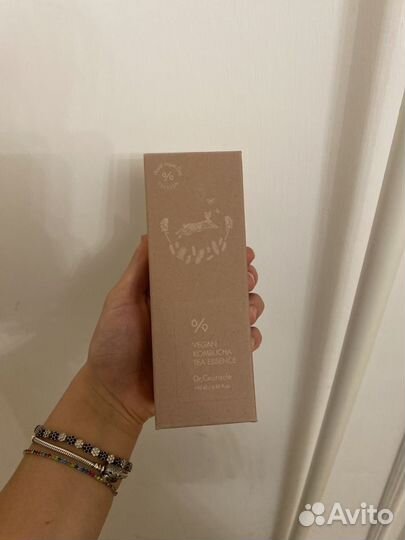 %
%
VEGAN
KOMBUCHA
TEA ESSENCE
Dr.Ceuracle
Avito